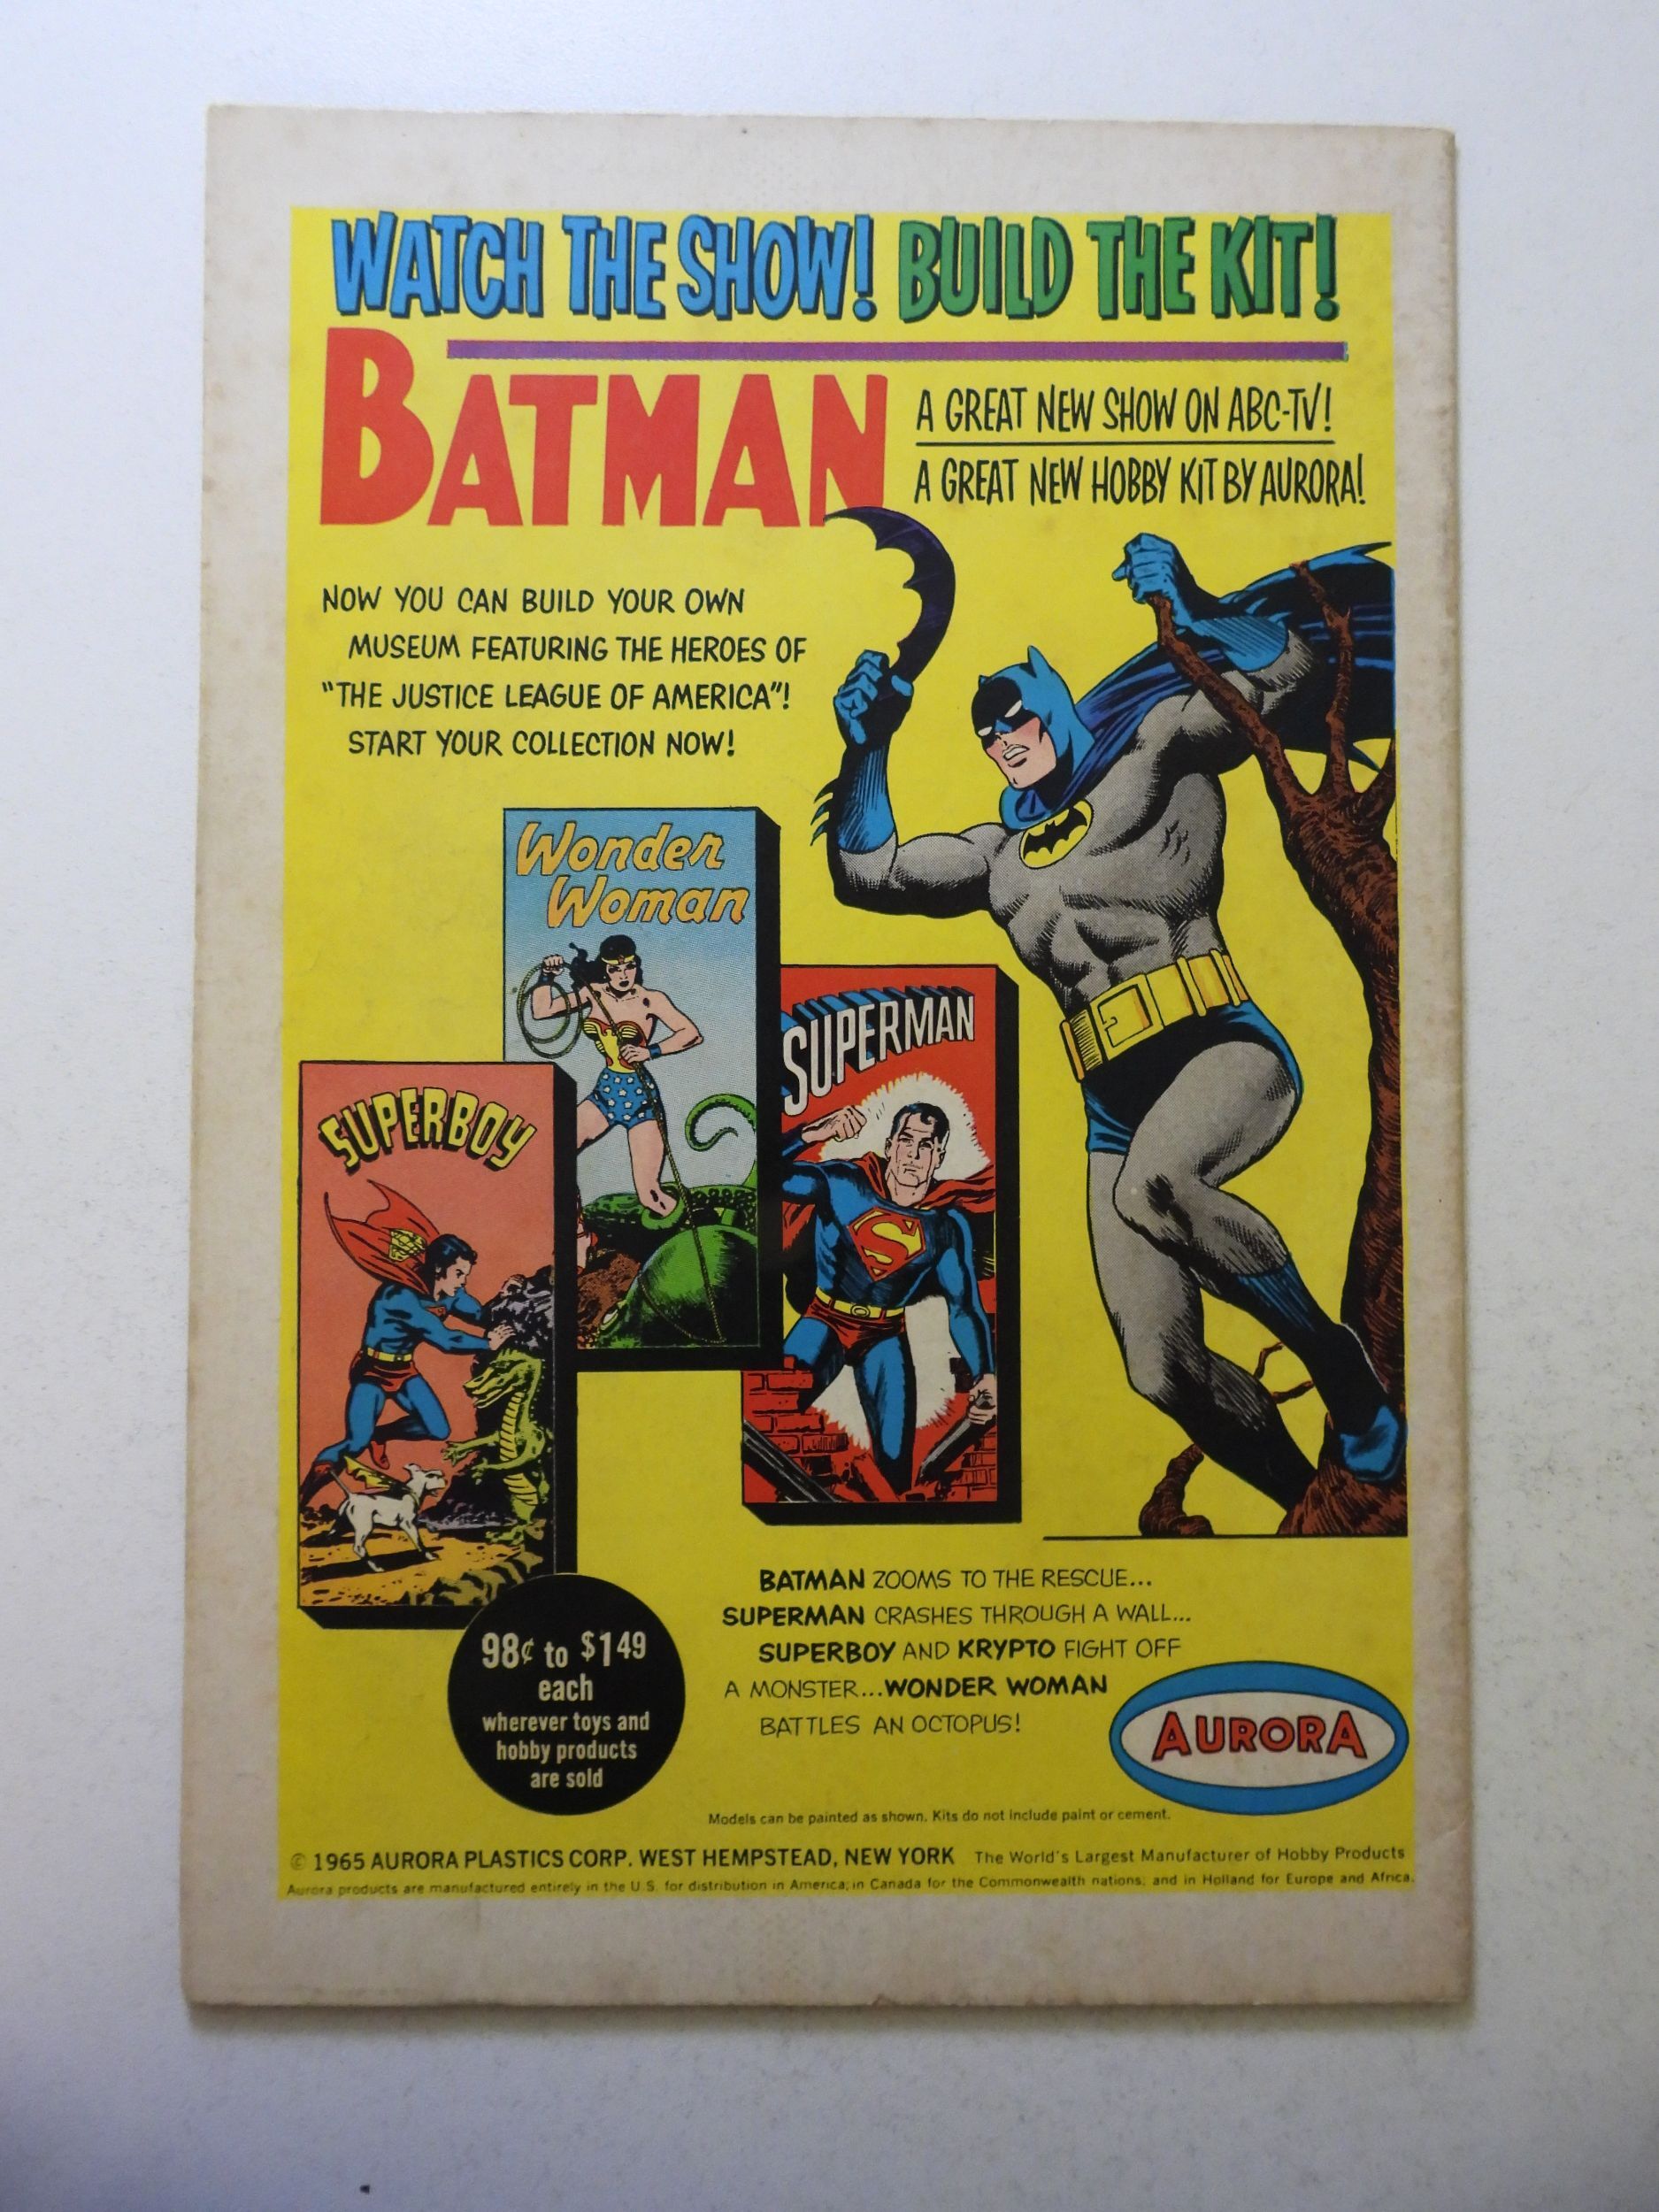 WATCH THE SHOW! BUILD THE KIT!
BATMAN
A GREAT NEW SHOW ON ABC-TV!
A GREAT NEW HOBBY KIT BY AURORA!
NOW YOU CAN BUILD YOUR OWN
MUSEUM FEATURING THE HEROES OF
"THE JUSTICE LEAGUE OF AMERICA"!
START YOUR COLLECTION NOW!
Wonder
Woman
SUPERMAN
S
SUPERBOY
BATMAN ZOOMS TO THE RESCUE...
SUPERMAN CRASHES THROUGH A WALL...
SUPERBOY AND KRYPTO FIGHT OFF
A MONSTER...WONDER WOMAN
BATTLES AN OCTOPUS!
98¢ to $1.49
each
wherever toys and
hobby products
are sold
AURORA
Models can be painted as shown. Kits do not include paint or cement.
© 1965 AURORA PLASTICS CORP. WEST HEMPSTEAD, NEW YORK The World's Largest Manufacturer of Hobby Products
Aurora products are manufactured entirely in the U.S. for distribution in America; in Canada for the Commonwealth nations; and in Holland for Europe and Africa.